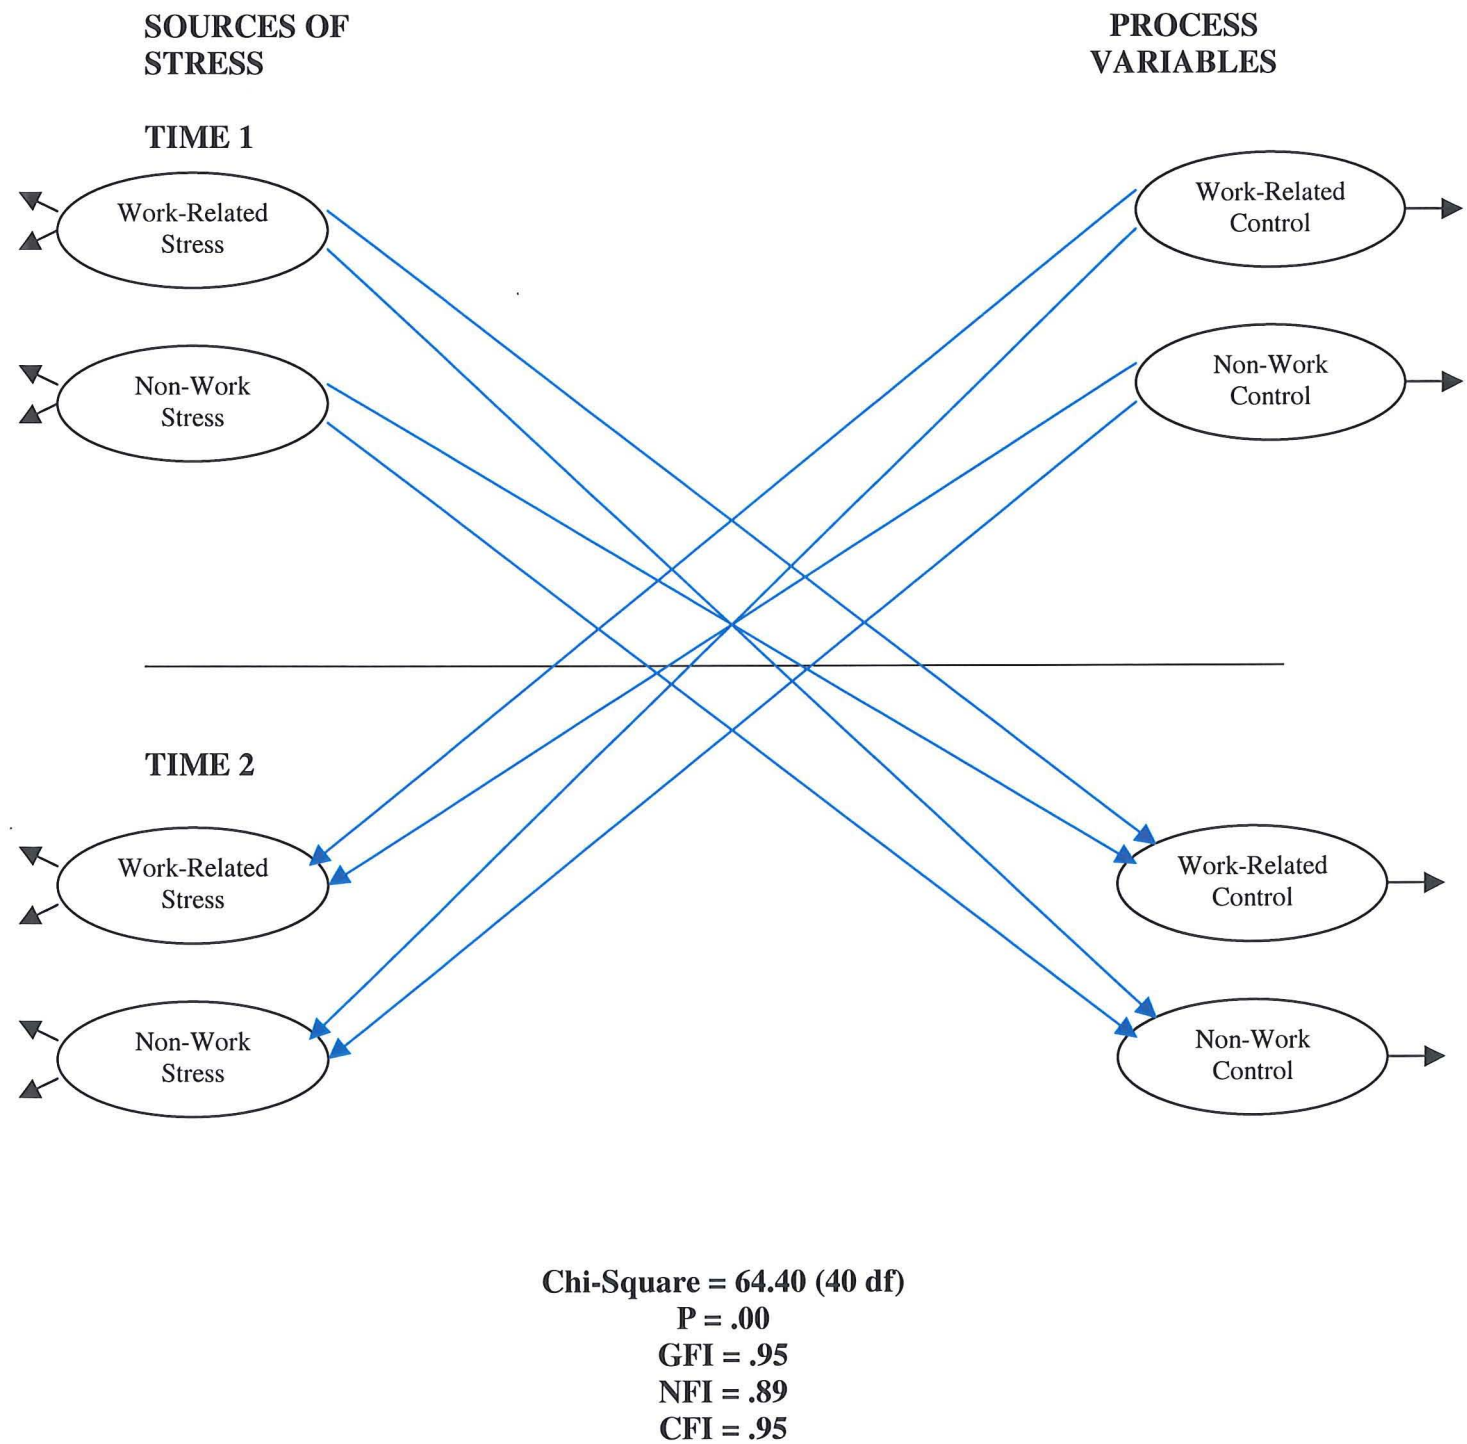 SOURCES OF
STRESS
PROCESS
VARIABLES
TIME 1
Work-Related
Stress
Work-Related
Control
Non-Work
Stress
Non-Work
Control
TIME 2
Work-Related
Stress
Work-Related
Control
Non-Work
Stress
Non-Work
Control
Chi-Square = 64.40 (40 df)
P = .00
GFI = .95
NFI = .89
CFI = .95